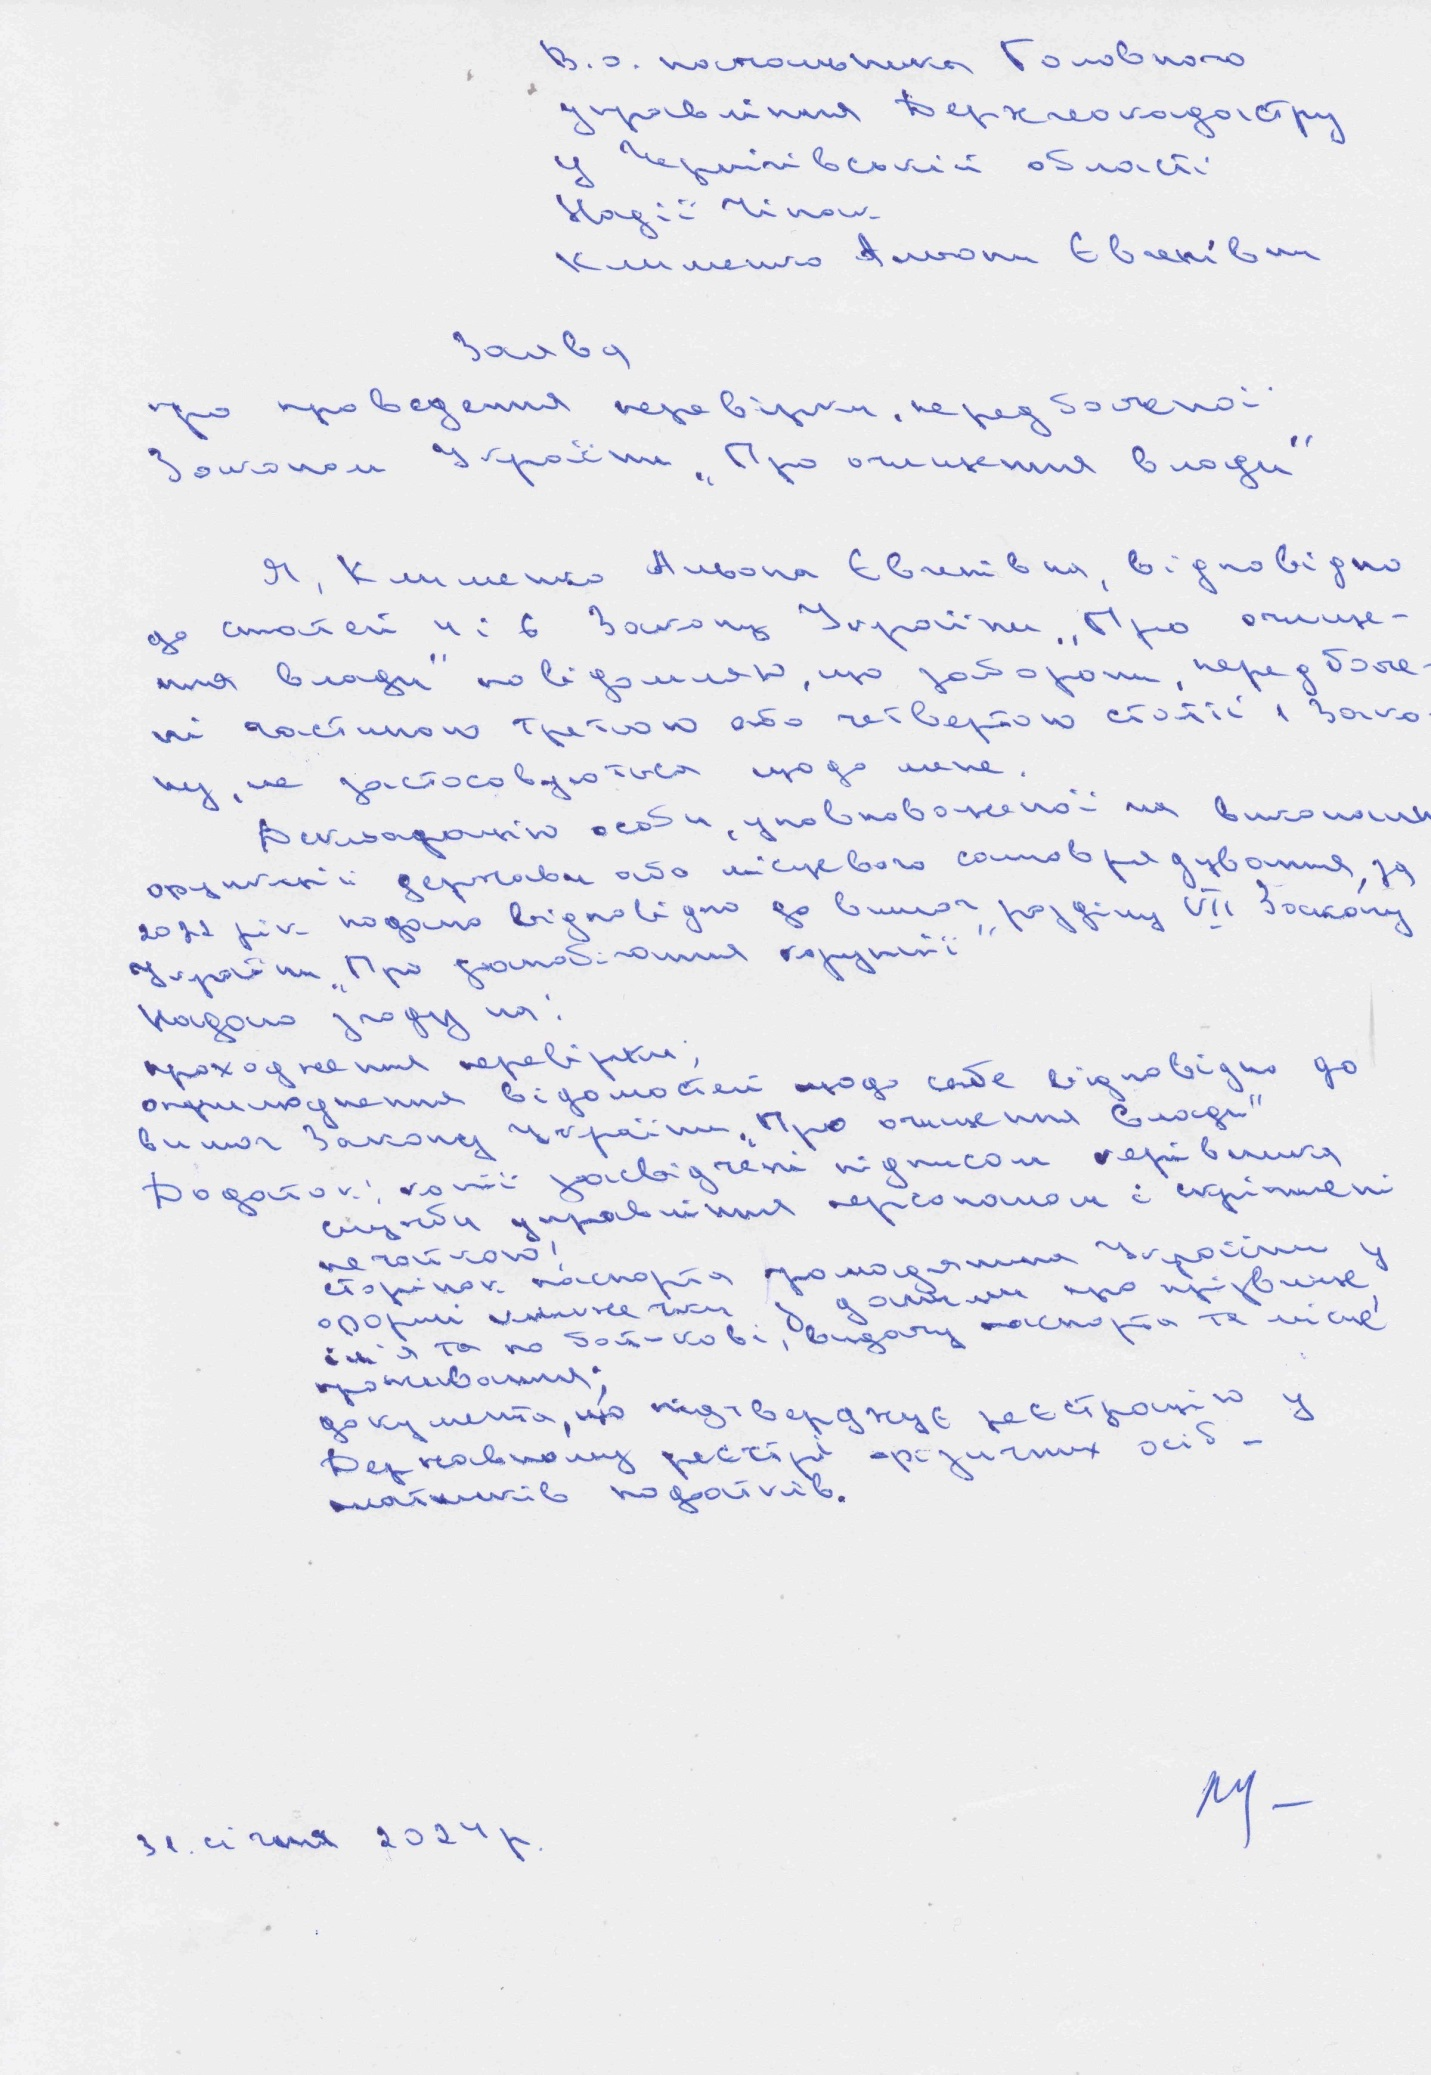 В.о. начальника Головного
управління Держгеокадастру
у Чернігівській області
Надії Чіпак
Клименко Альони Євгенівни
Заява
про проведення перевірки, передбаченої
Законом України „Про очищення влади“
Я, Клименко Альона Євгенівна, відповідно
до статей 4 і 6 Закону України „Про очище-
ння влади“ повідомляю, що заборони, передбаче-
ні частиною третьою або четвертою статті 1 Зако-
ну, не застосовуються щодо мене.
Декларацію особи, уповноваженої на виконання
функцій держави або місцевого самоврядування, за
рік подано відповідно до вимог розділу VII Закону
України „Про запобігання корупції“
Надаю згоду на:
проходження перевірки;
оприлюднення відомостей щодо себе відповідно до
вимог Закону України „Про очищення влади“
Додаток: копії засвідчені підписом керівника
служби управління персоналом і скріплені
печаткою:
сторінок паспорта громадянина України у
формі книжечки з даними про прізвище,
ім'я та по батькові, видачу паспорта та місце
проживання;
документа, що підтверджує реєстрацію у
Державному реєстрі фізичних осіб –
платників податків.
31. січня 2024 р.